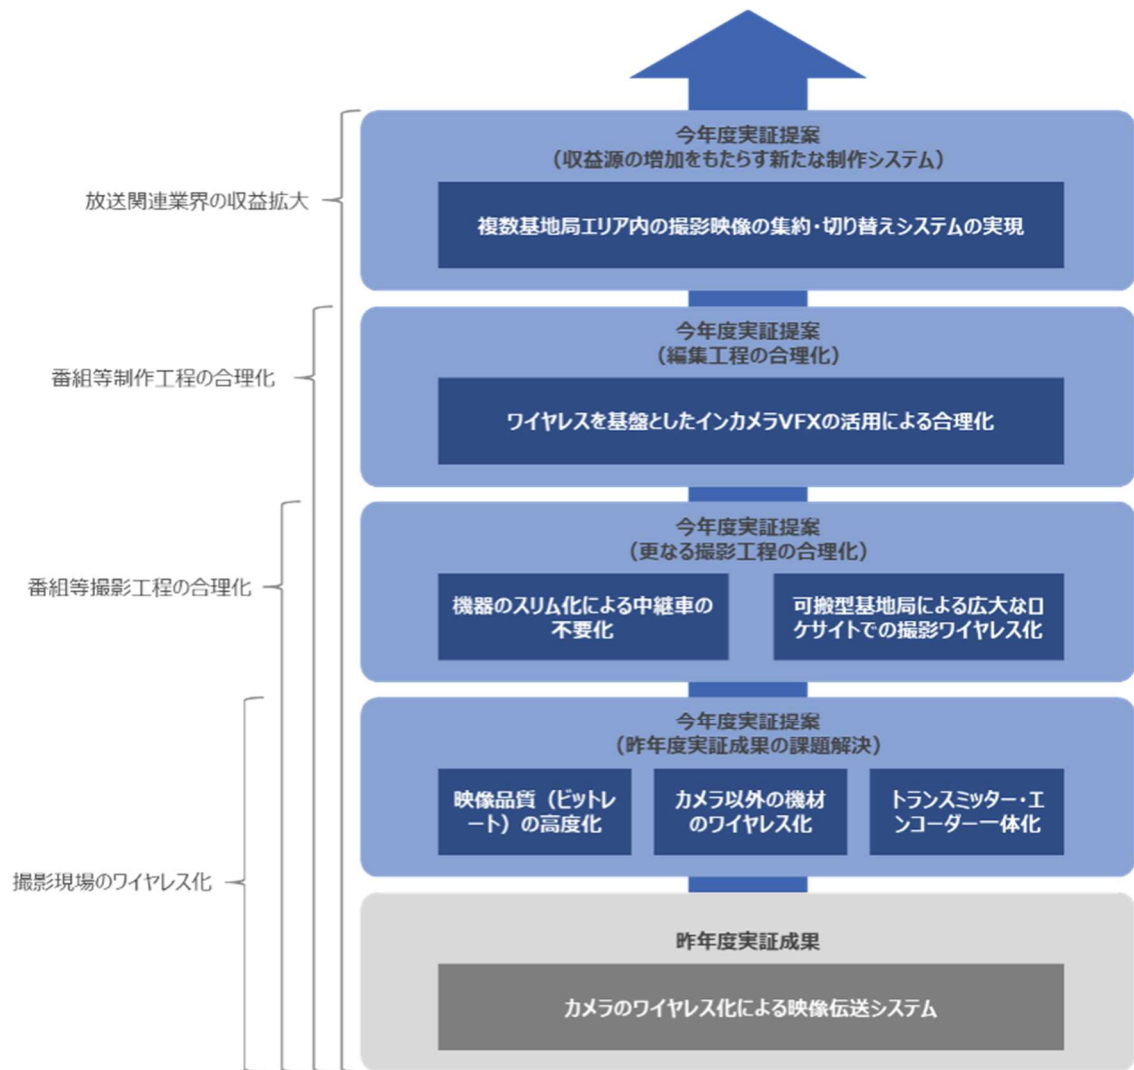 今年度実証提案
（収益源の増加をもたらす新たな制作システム）
放送関連業界の収益拡大
複数基地局エリア内の撮影映像の集約・切り替えシステムの実現
今年度実証提案
（編集工程の合理化）
番組等制作工程の合理化
ワイヤレスを基盤としたインカメラVFXの活用による合理化
今年度実証提案
（更なる撮影工程の合理化）
番組等撮影工程の合理化
機器のスリム化による中継車の
不要化
可搬型基地局による広大なロ
ケサイトでの撮影ワイヤレス化
今年度実証提案
（昨年度実証成果の課題解決）
映像品質（ビットレ
ート）の高度化
カメラ以外の機材
のワイヤレス化
トランスミッター・エ
ンコーダー一体化
撮影現場のワイヤレス化
昨年度実証成果
カメラのワイヤレス化による映像伝送システム